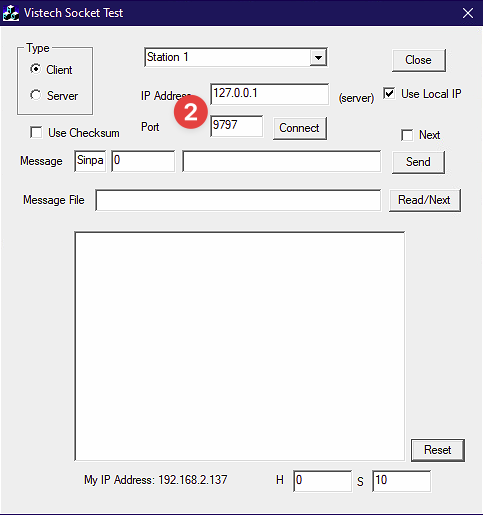 Vistech Socket Test
Type
Client
Server
Station 1
Close
IP Address
127.0.0.1
(server)
Use Local IP
2
Use Checksum
Port
9797
Connect
Next
Message
Sinpa
0
Send
Message File
Read/Next
Reset
My IP Address: 192.168.2.137
H
0
S
10